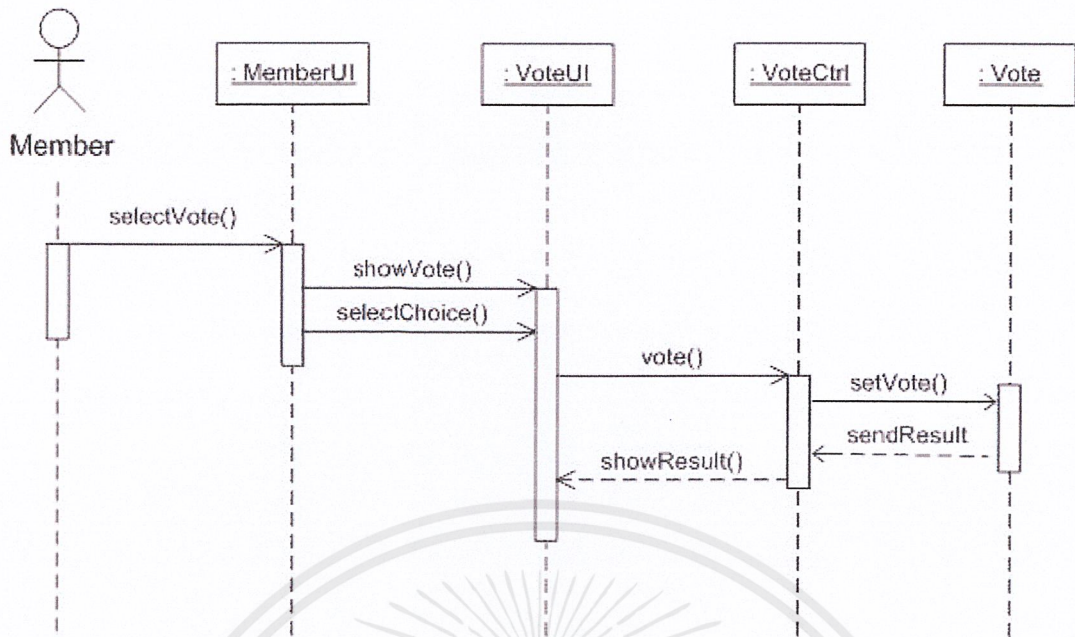 : MemberUI
: VoteUI
: VoteCtrl
: Vote
Member
selectVote()
showVote()
selectChoice()
vote()
setVote()
sendResult
showResult()